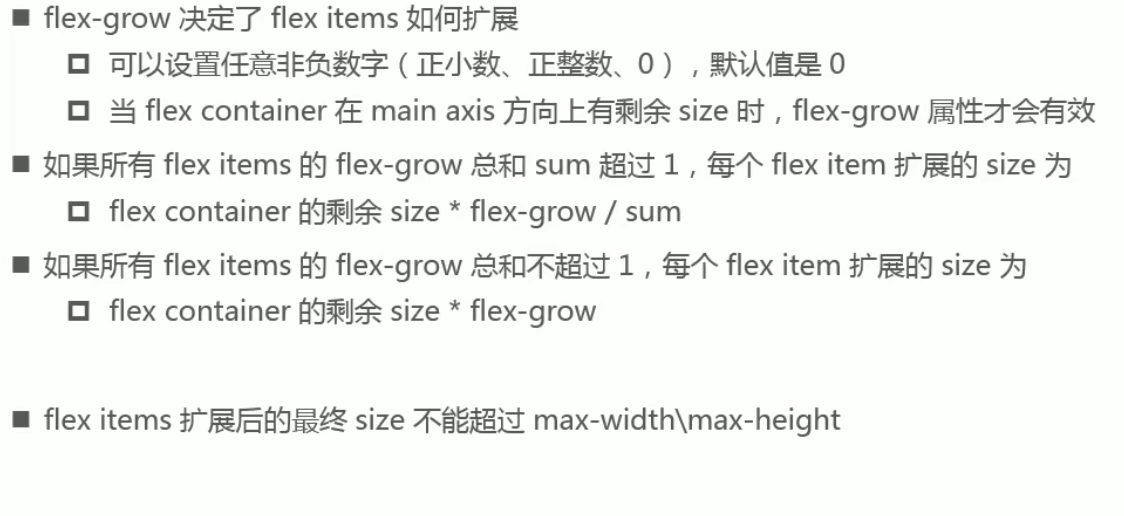 ■ flex-grow 决定了 flex items 如何扩展
可以设置任意非负数字（正小数、正整数、0），默认值是 0
当 flex container 在 main axis 方向上有剩余 size 时，flex-grow 属性才会有效
■ 如果所有 flex items 的 flex-grow 总和 sum 超过 1，每个 flex item 扩展的 size 为
flex container 的剩余 size * flex-grow / sum
■ 如果所有 flex items 的 flex-grow 总和不超过 1，每个 flex item 扩展的 size 为
flex container 的剩余 size * flex-grow
■ flex items 扩展后的最终 size 不能超过 max-width\max-height